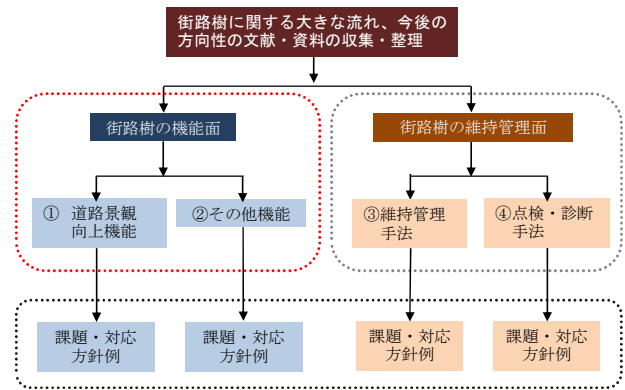 街路樹に関する大きな流れ、今後の
方向性の文献・資料の収集・整理
街路樹の機能面
街路樹の維持管理面
① 道路景観
向上機能
②その他機能
③維持管理
手法
④点検・診断
手法
課題・対応
方針例
課題・対応
方針例
課題・対応
方針例
課題・対応
方針例